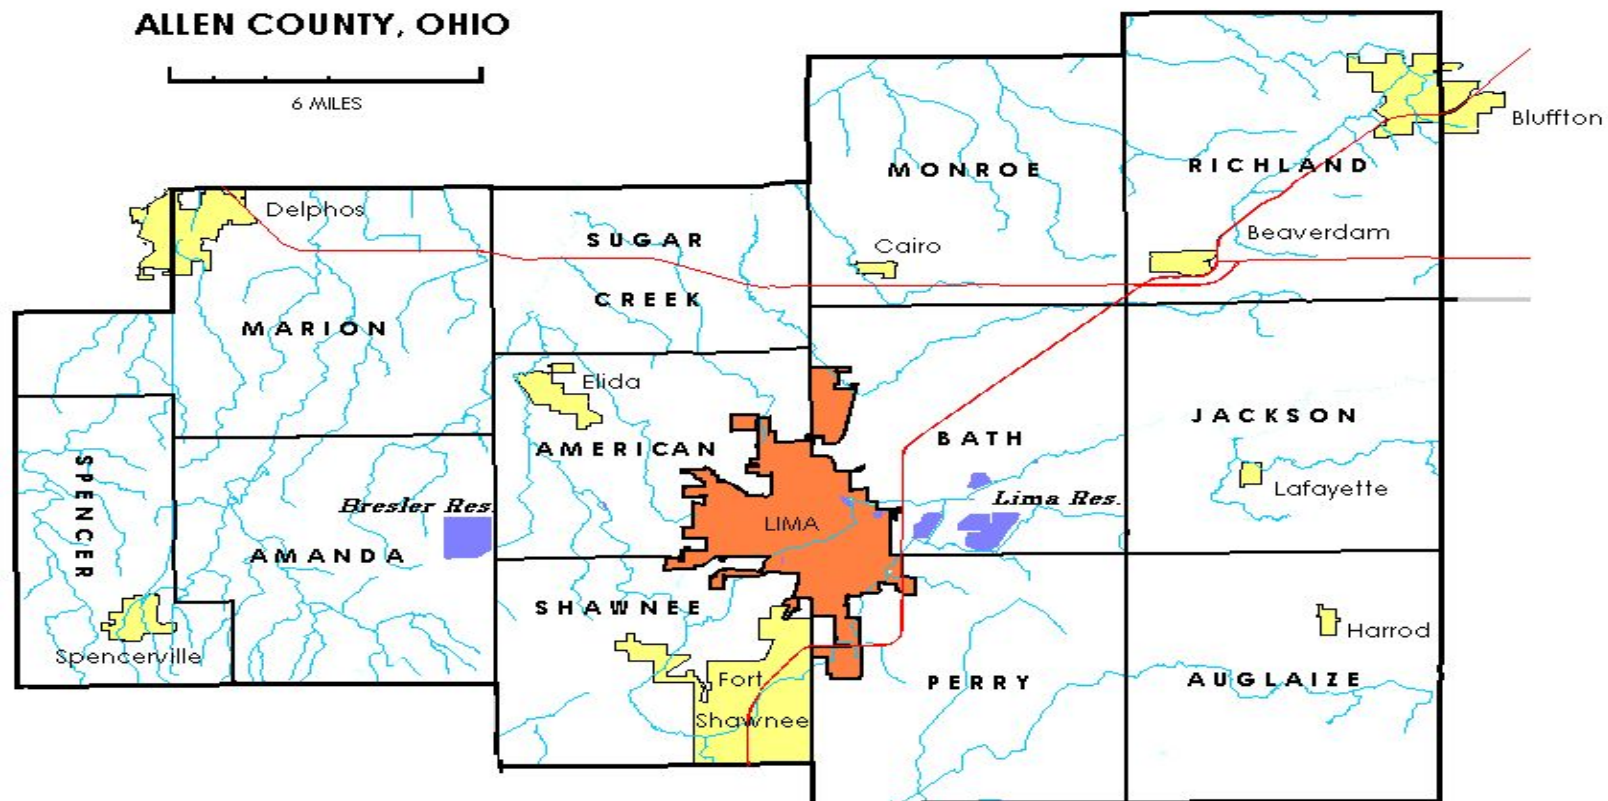 ALLEN COUNTY, OHIO
6 MILES
Bluffton
MONROE
RICHLAND
Delphos
SUGAR
CREEK
Cairo
Beaverdam
MARION
Elida
AMERICAN
BATH
JACKSON
SPENCER
Bresler Res.
Lima Res.
Lafayette
LIMA
AMANDA
SHAWNEE
Spencerville
Harrod
Fort
Shawnee
PERRY
AUGLAIZE